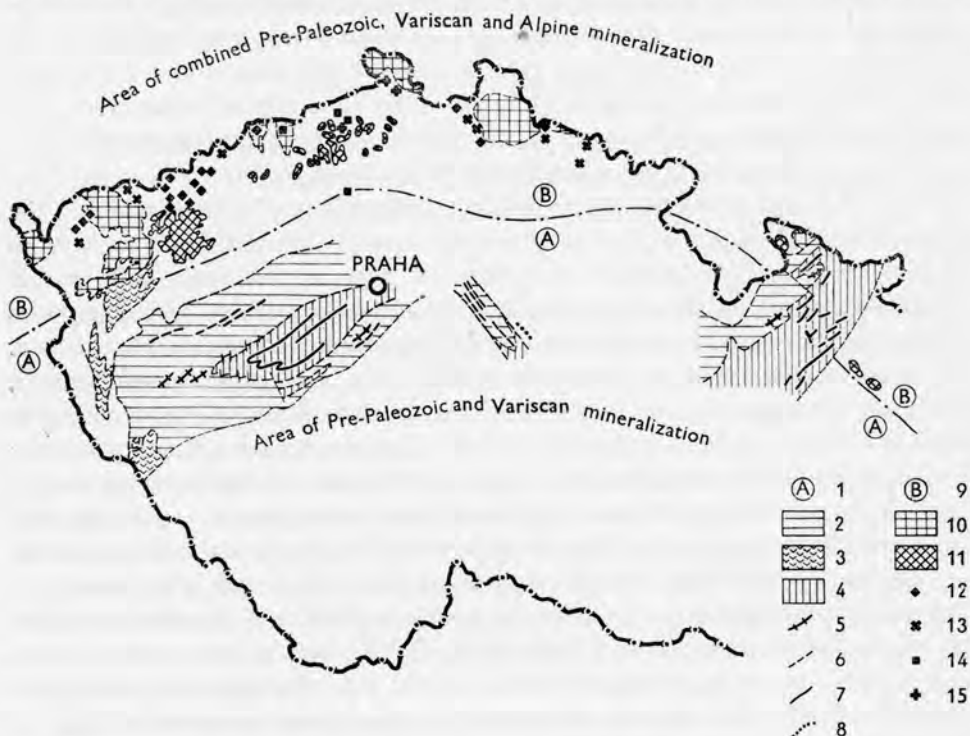 Area of combined Pre-Paleozoic, Variscan and Alpine mineralization
B
A
PRAHA
B
A
B
A
Area of Pre-Paleozoic and Variscan mineralization
A 1 B 9
2 10
3 11
4 12
5 13
6 14
7 15
8